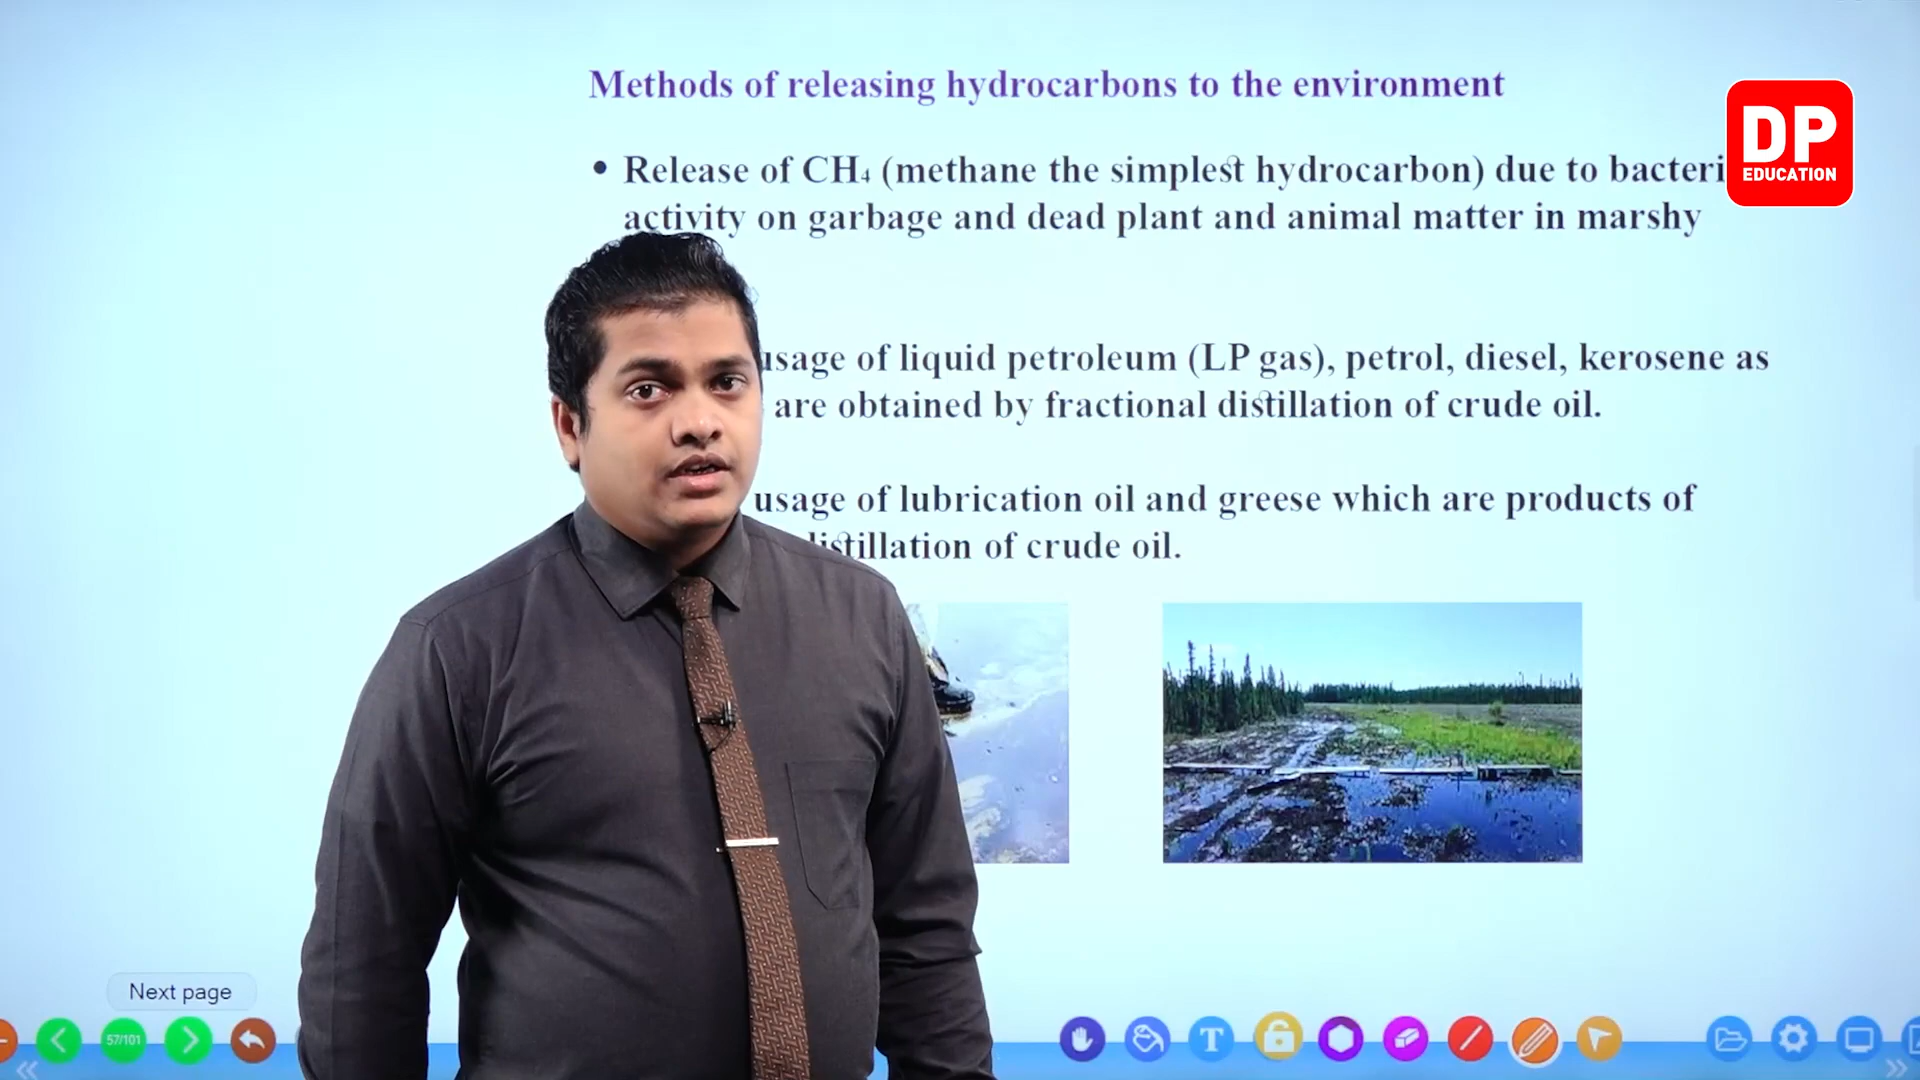 Methods of releasing hydrocarbons to the environment
DP
EDUCATION
• Release of CH₄ (methane the simplest hydrocarbon) due to
activity on garbage and dead plant and animal matter in marshy
usage of liquid petroleum (LP gas), petrol, diesel, kerosene as
are obtained by fractional distillation of crude oil.
usage of lubrication oil and greese which are products of
distillation of crude oil.
Next page
57/101
T